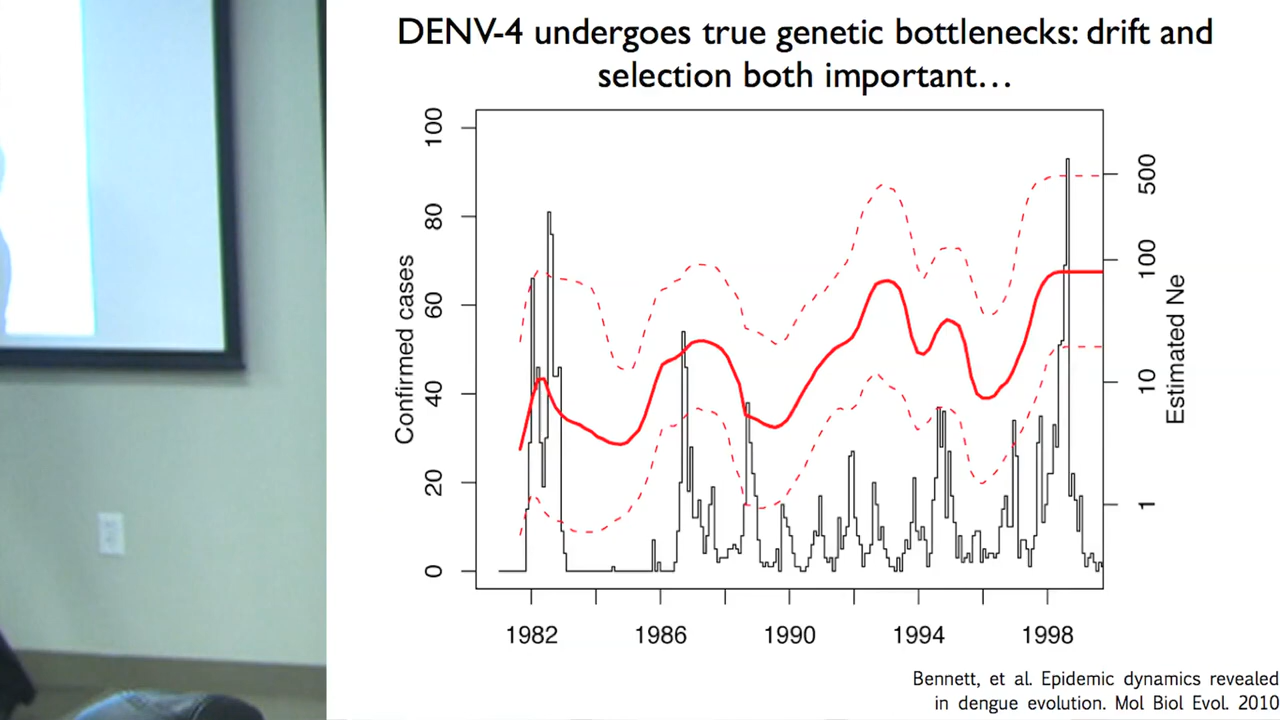 DENV-4 undergoes true genetic bottlenecks: drift and
selection both important…
Confirmed cases
100
80
60
40
20
0
500
100
10
1
Estimated Ne
1982
1986
1990
1994
1998
Bennett, et al. Epidemic dynamics revealed
in dengue evolution. Mol Biol Evol. 2010